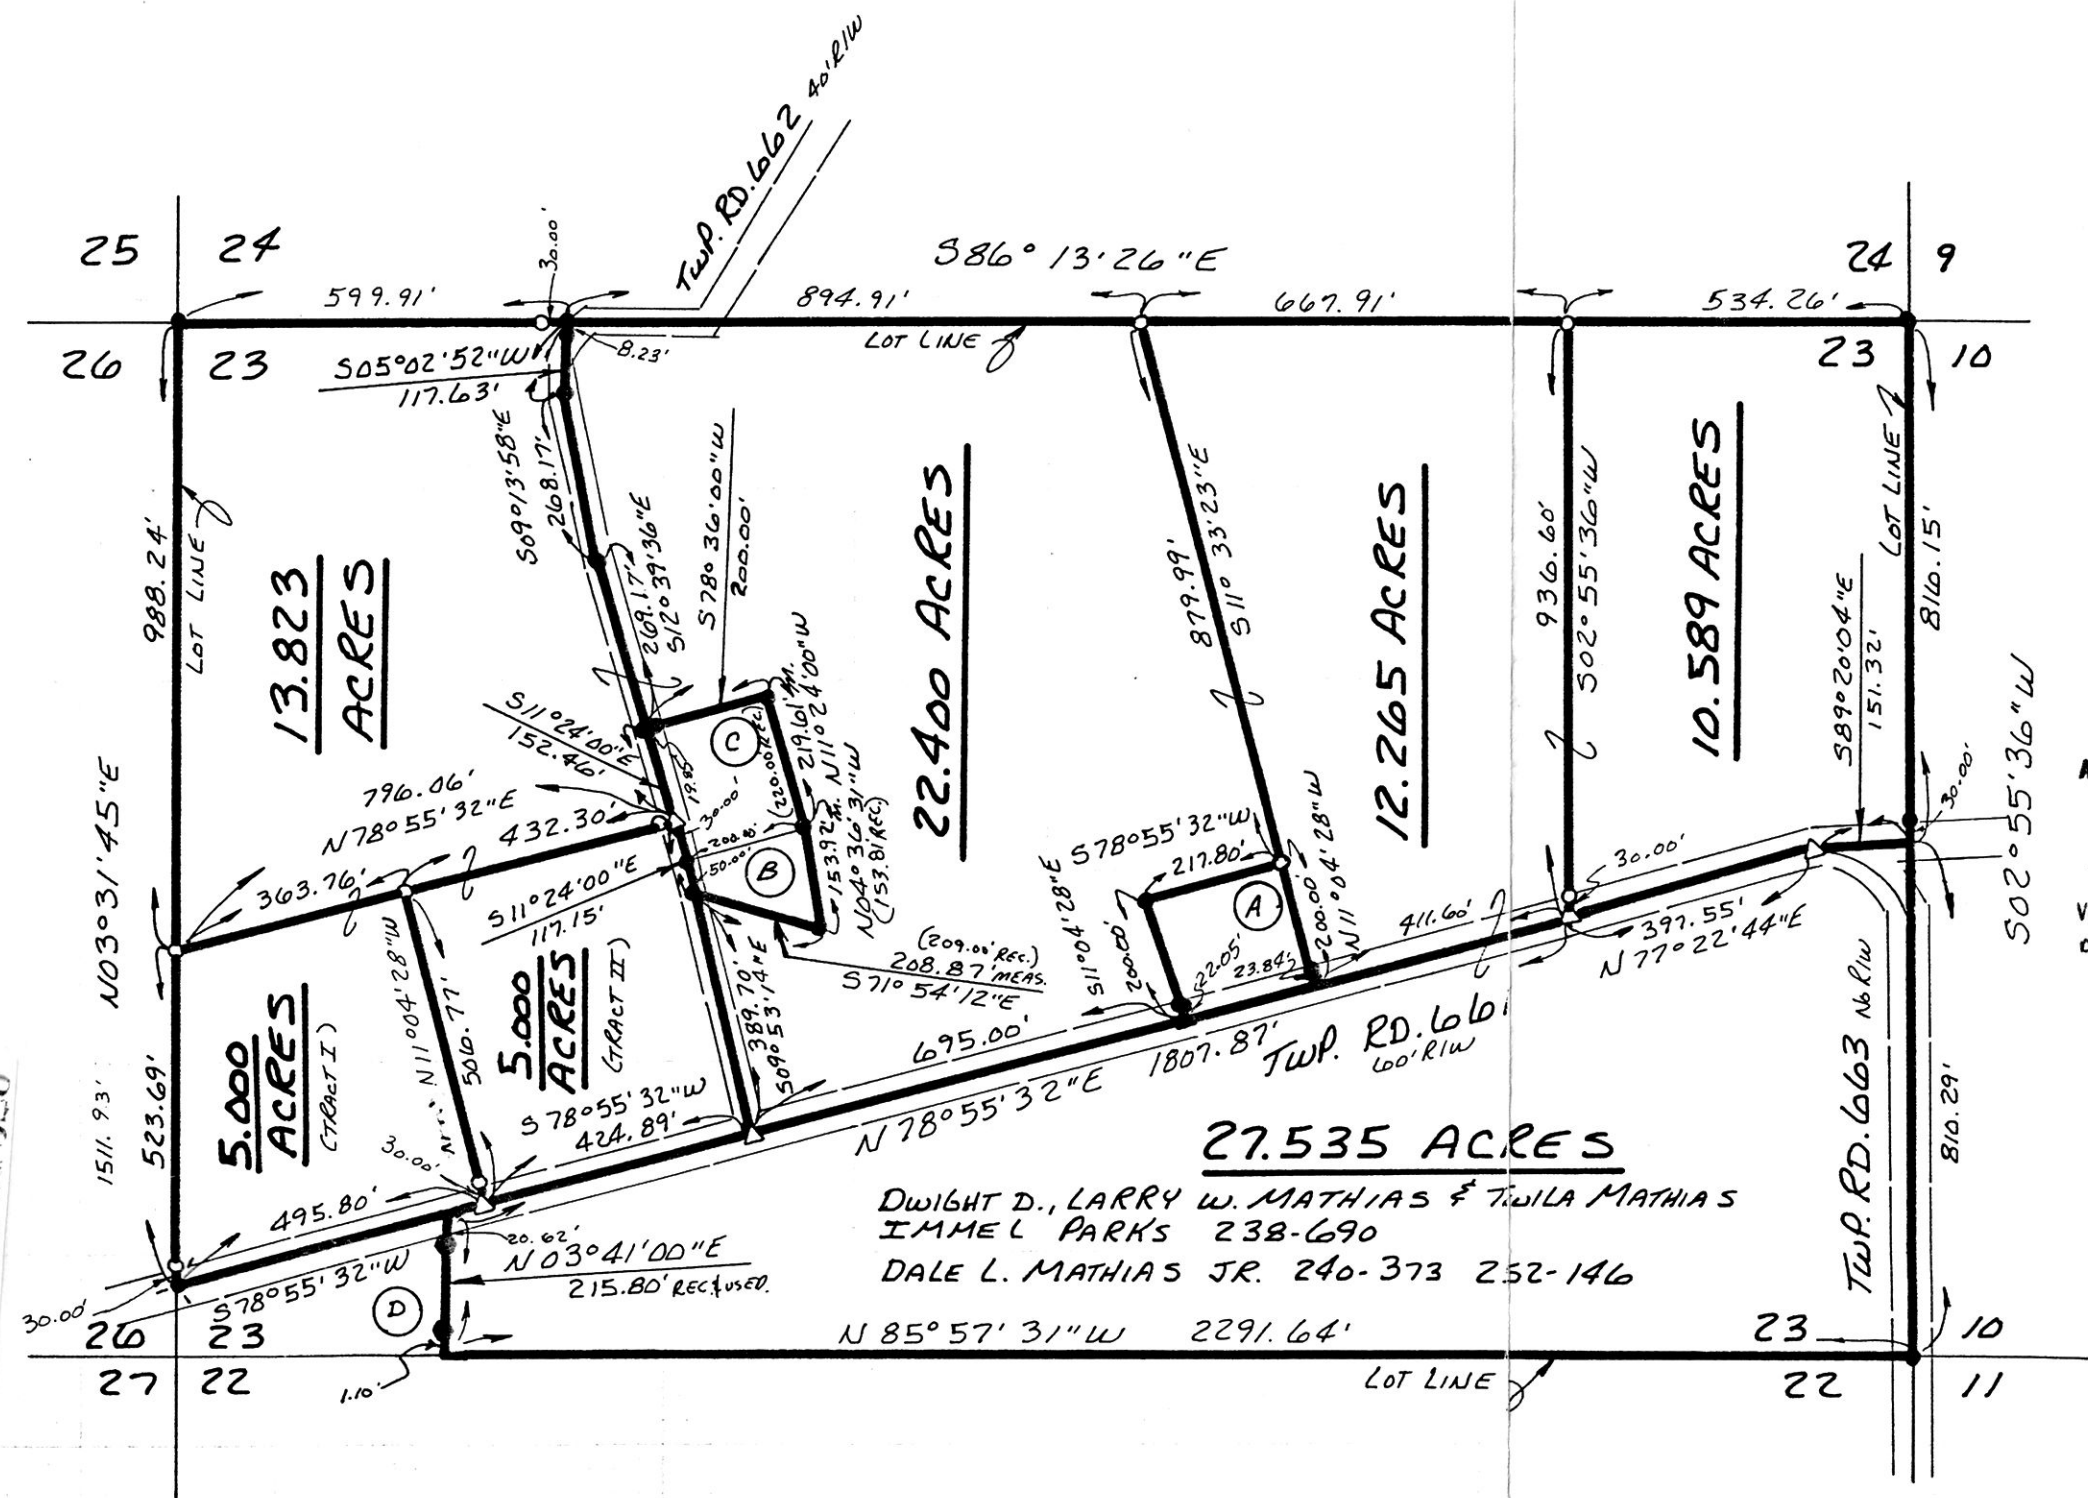 TWP. RD. 662 40' R/W
25 24
24 9
S86° 13' 26"E
30.00'
599.91'
894.91'
667.91'
534.26'
8.23'
LOT LINE
26 23
23 10
S05°02'52"W
117.63'
S09°13'58"E
268.17'
269.17'
S12°39'36"E
S78° 36' 00"W
200.00'
988.24'
LOT LINE
13.823
ACRES
22.400 ACRES
879.99'
S11° 33' 23"E
12.265 ACRES
936.60'
S02° 55' 36"W
10.589 ACRES
LOT LINE
816.15'
S89°20'04"E
151.32'
30.00'
S02°55'36"W
N03°31'45"E
S11°24'00"E
152.46'
C
19.85'
30.00'
(220.00 REC.)
219.61' M.
N11°24'00"W
796.06'
N78°55'32"E
432.30'
363.76'
200.00
50.00'
B
153.92' M.
N04°36'31"W
(153.81 REC.)
S11°24'00"E
117.15'
(209.00' REC.)
208.87' MEAS.
S71° 54' 12"E
S78°55'32"W
217.80'
A
S11°04'28"E
200.00'
22.05'
23.84'
200.00'
N11°04'28"W
411.60'
30.00'
397.55'
N77°22'44"E
5.000
ACRES
(TRACT I)
N11°04'28"W
506.77'
5.000
ACRES
(TRACT II)
389.70'
S09°53'14"E
695.00'
1807.87'
N78°55'32"E
TWP. RD. 661
60' R/W
TWP. RD. 663 No R/W
1511.93'
523.69'
S78°55'32"W
424.89'
30.00'
495.80'
S78°55'32"W
30.00'
20.62'
N03°41'00"E
215.80' REC.&USED.
D
27.535 ACRES
DWIGHT D., LARRY W. MATHIAS & TWILA MATHIAS
IMMEL PARKS 238-690
DALE L. MATHIAS JR. 240-373 252-146
810.29'
26 23
N 85° 57' 31"W 2291.64'
23 10
27 22
1.10'
LOT LINE
22 11